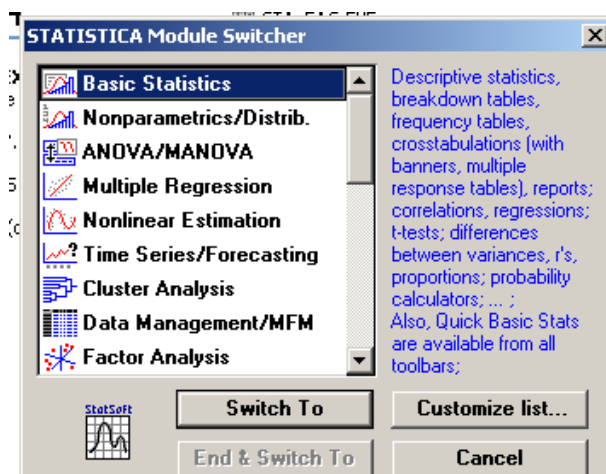 STATISTICA Module Switcher
Basic Statistics
Nonparametrics/Distrib.
ANOVA/MANOVA
Multiple Regression
Nonlinear Estimation
Time Series/Forecasting
Cluster Analysis
Data Management/MFM
Factor Analysis
Descriptive statistics,
breakdown tables,
frequency tables,
crosstabulations (with
banners, multiple
response tables), reports;
correlations, regressions;
t-tests; differences
between variances, r's,
proportions; probability
calculators; ... ;
Also, Quick Basic Stats
are available from all
toolbars;
StatSoft
Switch To
Customize list...
End & Switch To
Cancel